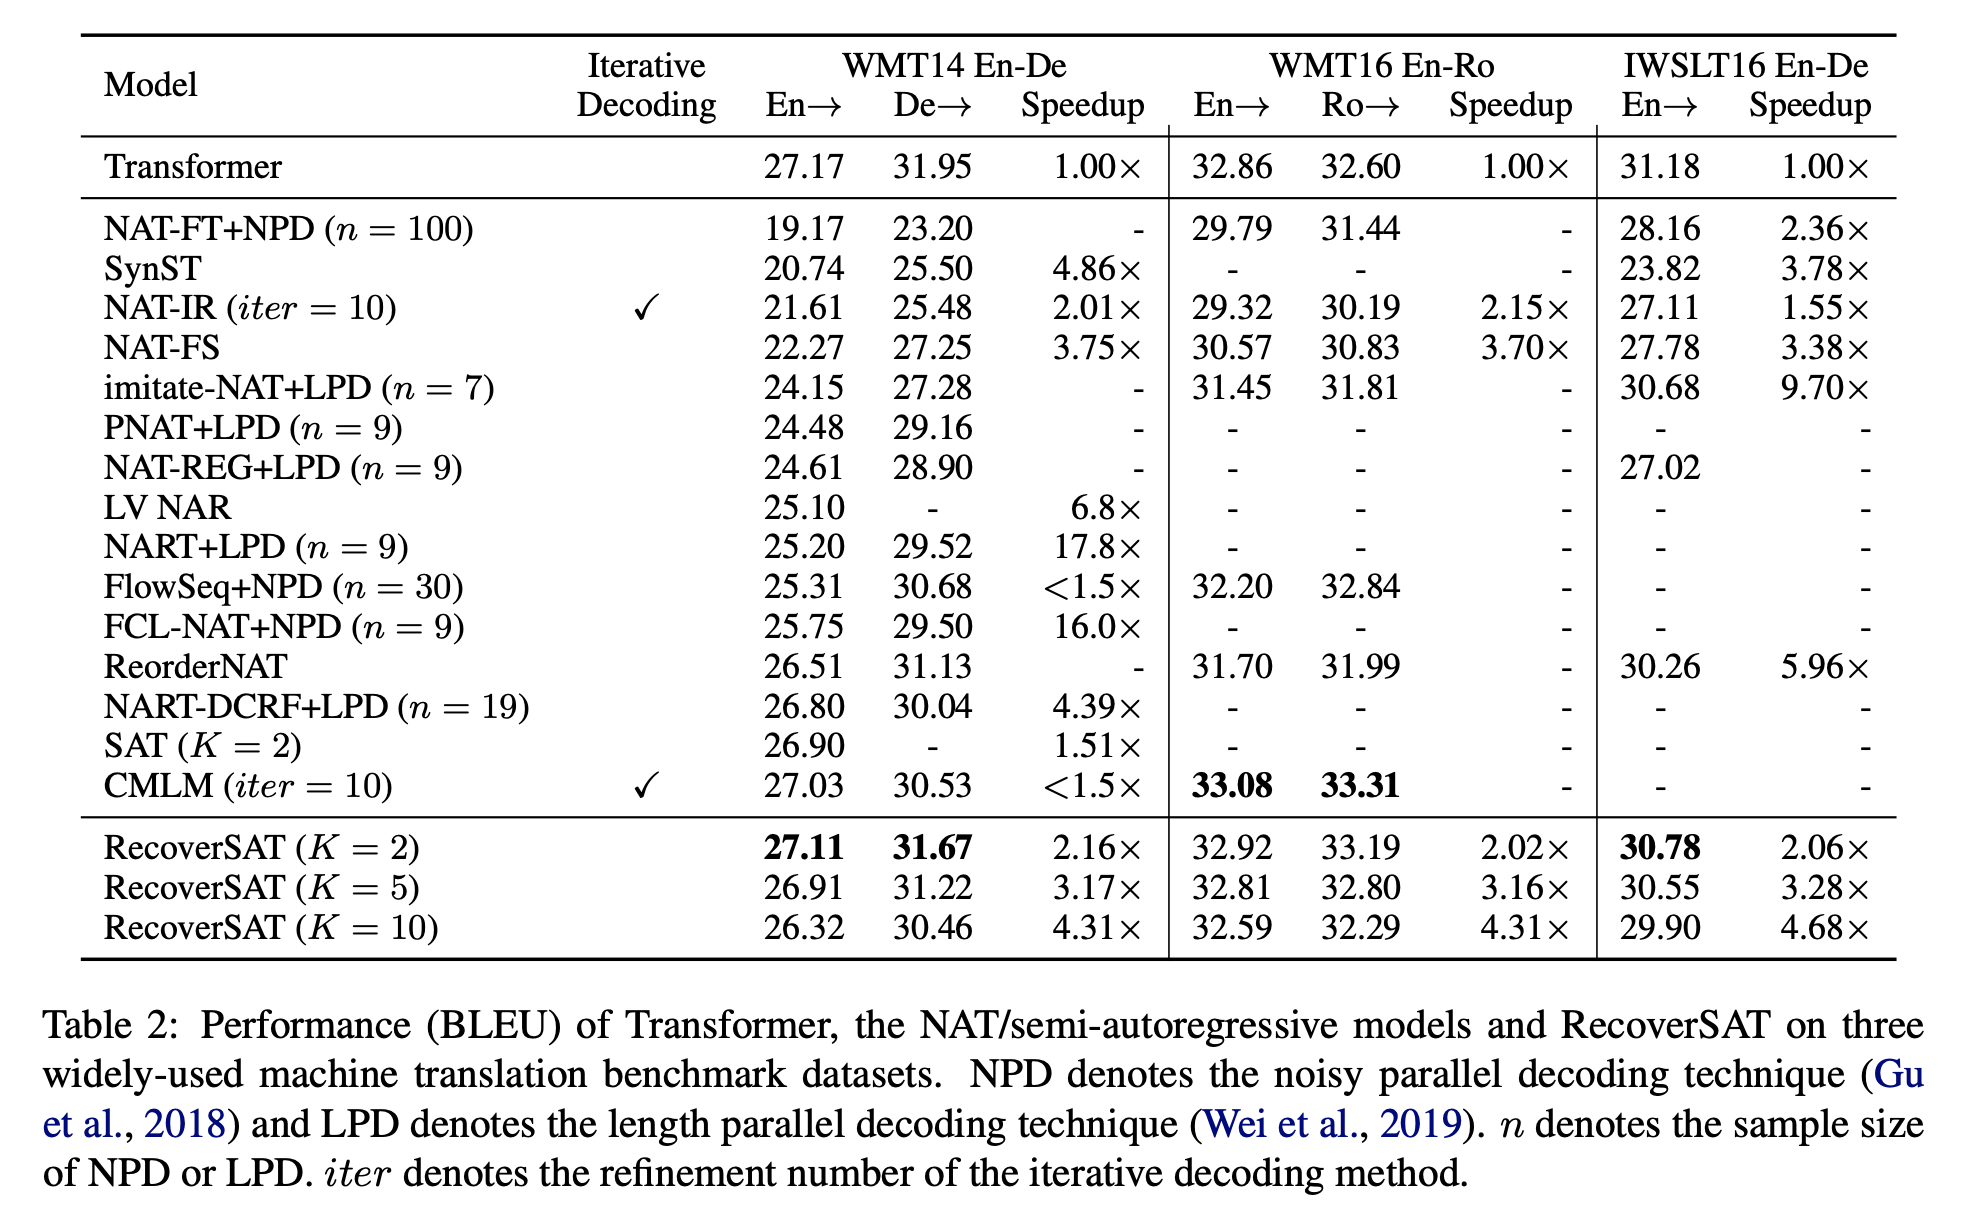 Model Iterative Decoding WMT14 En-De WMT16 En-Ro IWSLT16 En-De
En→ De→ Speedup En→ Ro→ Speedup En→ Speedup
Transformer 27.17 31.95 1.00× 32.86 32.60 1.00× 31.18 1.00×
NAT-FT+NPD (n = 100) 19.17 23.20 - 29.79 31.44 - 28.16 2.36×
SynST 20.74 25.50 4.86× - - - 23.82 3.78×
NAT-IR (iter = 10) ✓ 21.61 25.48 2.01× 29.32 30.19 2.15× 27.11 1.55×
NAT-FS 22.27 27.25 3.75× 30.57 30.83 3.70× 27.78 3.38×
imitate-NAT+LPD (n = 7) 24.15 27.28 - 31.45 31.81 - 30.68 9.70×
PNAT+LPD (n = 9) 24.48 29.16 - - - - - -
NAT-REG+LPD (n = 9) 24.61 28.90 - - - - 27.02 -
LV NAR 25.10 - 6.8× - - - - -
NART+LPD (n = 9) 25.20 29.52 17.8× - - - - -
FlowSeq+NPD (n = 30) 25.31 30.68 <1.5× 32.20 32.84 - - -
FCL-NAT+NPD (n = 9) 25.75 29.50 16.0× - - - - -
ReorderNAT 26.51 31.13 - 31.70 31.99 - 30.26 5.96×
NART-DCRF+LPD (n = 19) 26.80 30.04 4.39× - - - - -
SAT (K = 2) 26.90 - 1.51× - - - - -
CMLM (iter = 10) ✓ 27.03 30.53 <1.5× 33.08 33.31 - - -
RecoverSAT (K = 2) 27.11 31.67 2.16× 32.92 33.19 2.02× 30.78 2.06×
RecoverSAT (K = 5) 26.91 31.22 3.17× 32.81 32.80 3.16× 30.55 3.28×
RecoverSAT (K = 10) 26.32 30.46 4.31× 32.59 32.29 4.31× 29.90 4.68×
Table 2: Performance (BLEU) of Transformer, the NAT/semi-autoregressive models and RecoverSAT on three
widely-used machine translation benchmark datasets. NPD denotes the noisy parallel decoding technique (Gu
et al., 2018) and LPD denotes the length parallel decoding technique (Wei et al., 2019). n denotes the sample size
of NPD or LPD. iter denotes the refinement number of the iterative decoding method.